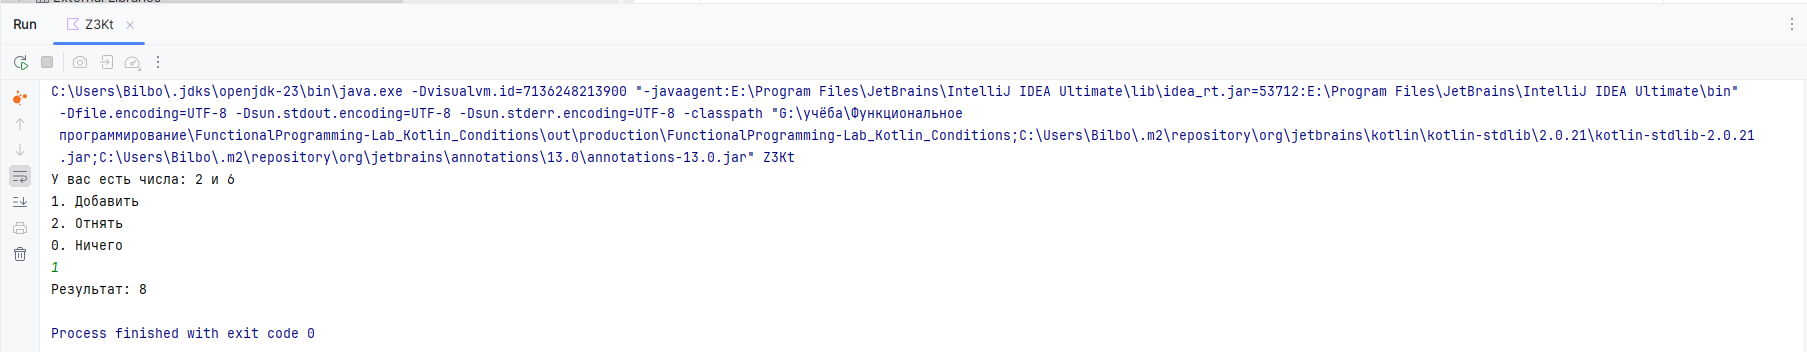 Run
Z3Kt
C:\Users\Bilbo\.jdks\openjdk-23\bin\java.exe -Dvisualvm.id=7136248213900 "-javaagent:E:\Program Files\JetBrains\IntelliJ IDEA Ultimate\lib\idea_rt.jar=53712:E:\Program Files\JetBrains\IntelliJ IDEA Ultimate\bin"
-Dfile.encoding=UTF-8 -Dsun.stdout.encoding=UTF-8 -Dsun.stderr.encoding=UTF-8 -classpath "G:\учёба\Функциональное
программирование\FunctionalProgramming-Lab_Kotlin_Conditions\out\production\FunctionalProgramming-Lab_Kotlin_Conditions;C:\Users\Bilbo\.m2\repository\org\jetbrains\kotlin\kotlin-stdlib\2.0.21\kotlin-stdlib-2.0.21
.jar;C:\Users\Bilbo\.m2\repository\org\jetbrains\annotations\13.0\annotations-13.0.jar" Z3Kt
У вас есть числа: 2 и 6
1. Добавить
2. Отнять
0. Ничего
1
Результат: 8
Process finished with exit code 0